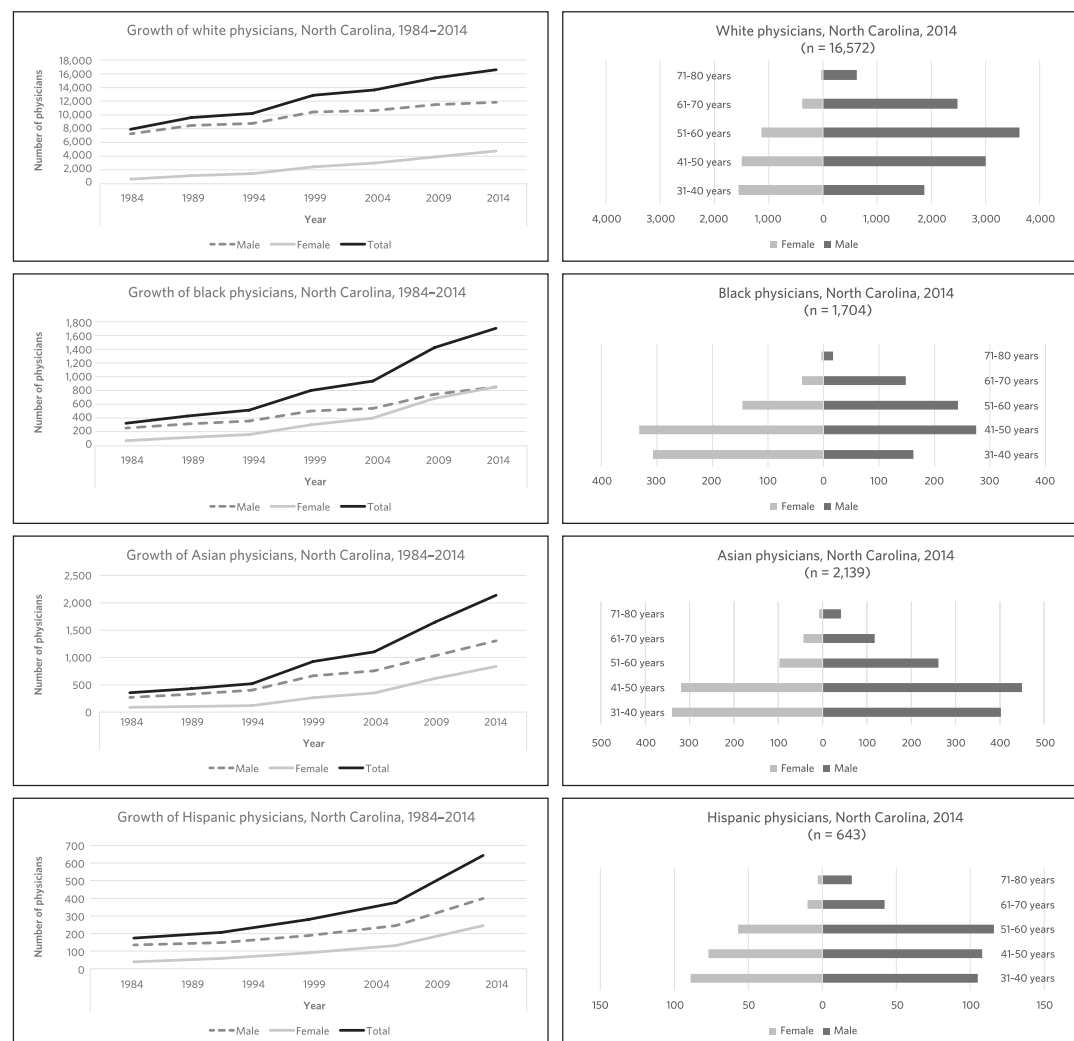 Growth of white physicians, North Carolina, 1984–2014
Number of physicians
18,000
16,000
14,000
12,000
10,000
8,000
6,000
4,000
2,000
0
1984 1989 1994 1999 2004 2009 2014
Year
Male Female Total
White physicians, North Carolina, 2014
(n = 16,572)
71-80 years
61-70 years
51-60 years
41-50 years
31-40 years
4,000 3,000 2,000 1,000 0 1,000 2,000 3,000 4,000
Female Male
Growth of black physicians, North Carolina, 1984–2014
Number of physicians
1,800
1,600
1,400
1,200
1,000
800
600
400
200
0
1984 1989 1994 1999 2004 2009 2014
Year
Male Female Total
Black physicians, North Carolina, 2014
(n = 1,704)
71-80 years
61-70 years
51-60 years
41-50 years
31-40 years
400 300 200 100 0 100 200 300 400
Female Male
Growth of Asian physicians, North Carolina, 1984–2014
Number of physicians
2,500
2,000
1,500
1,000
500
0
1984 1989 1994 1999 2004 2009 2014
Year
Male Female Total
Asian physicians, North Carolina, 2014
(n = 2,139)
71-80 years
61-70 years
51-60 years
41-50 years
31-40 years
500 400 300 200 100 0 100 200 300 400 500
Female Male
Growth of Hispanic physicians, North Carolina, 1984–2014
Number of physicians
700
600
500
400
300
200
100
0
1984 1989 1994 1999 2004 2009 2014
Year
Male Female Total
Hispanic physicians, North Carolina, 2014
(n = 643)
71-80 years
61-70 years
51-60 years
41-50 years
31-40 years
150 100 50 0 50 100 150
Female Male